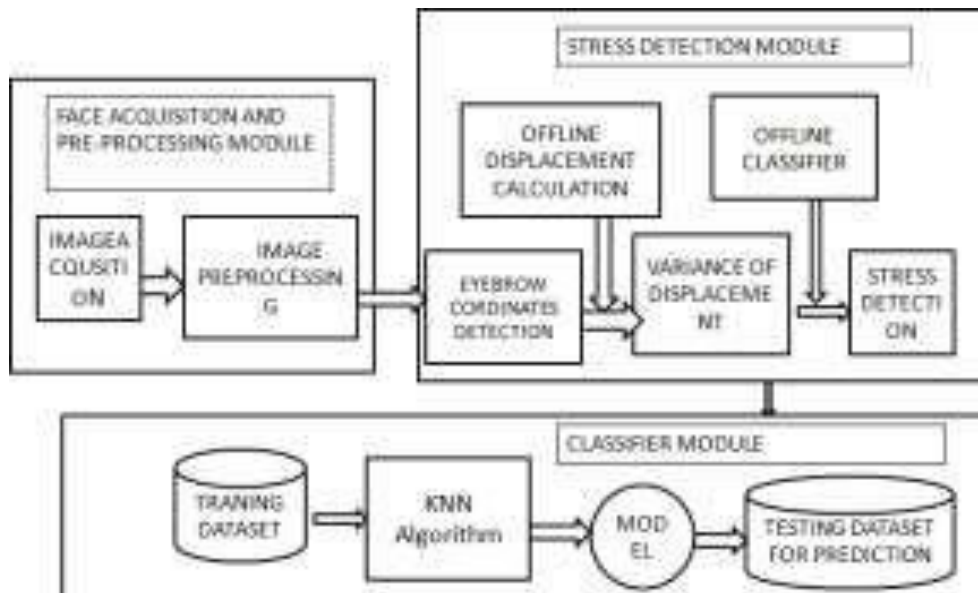 STRESS DETECTION MODULE
FACE ACQUISITION AND
PRE-PROCESSING MODULE
OFFLINE
DISPLACEMENT
CALCULATION
OFFLINE
CLASSIFIER
IMAGEA
CQUSITI
ON
IMAGE
PREPROCESSIN
G
EYEBROW
CORDINATES
DETECTION
VARIANCE OF
DISPLACEME
NT
STRESS
DETECTI
ON
CLASSIFIER MODULE
TRANING
DATASET
KNN
Algorithm
MOD
EL
TESTING DATASET
FOR PREDICTION